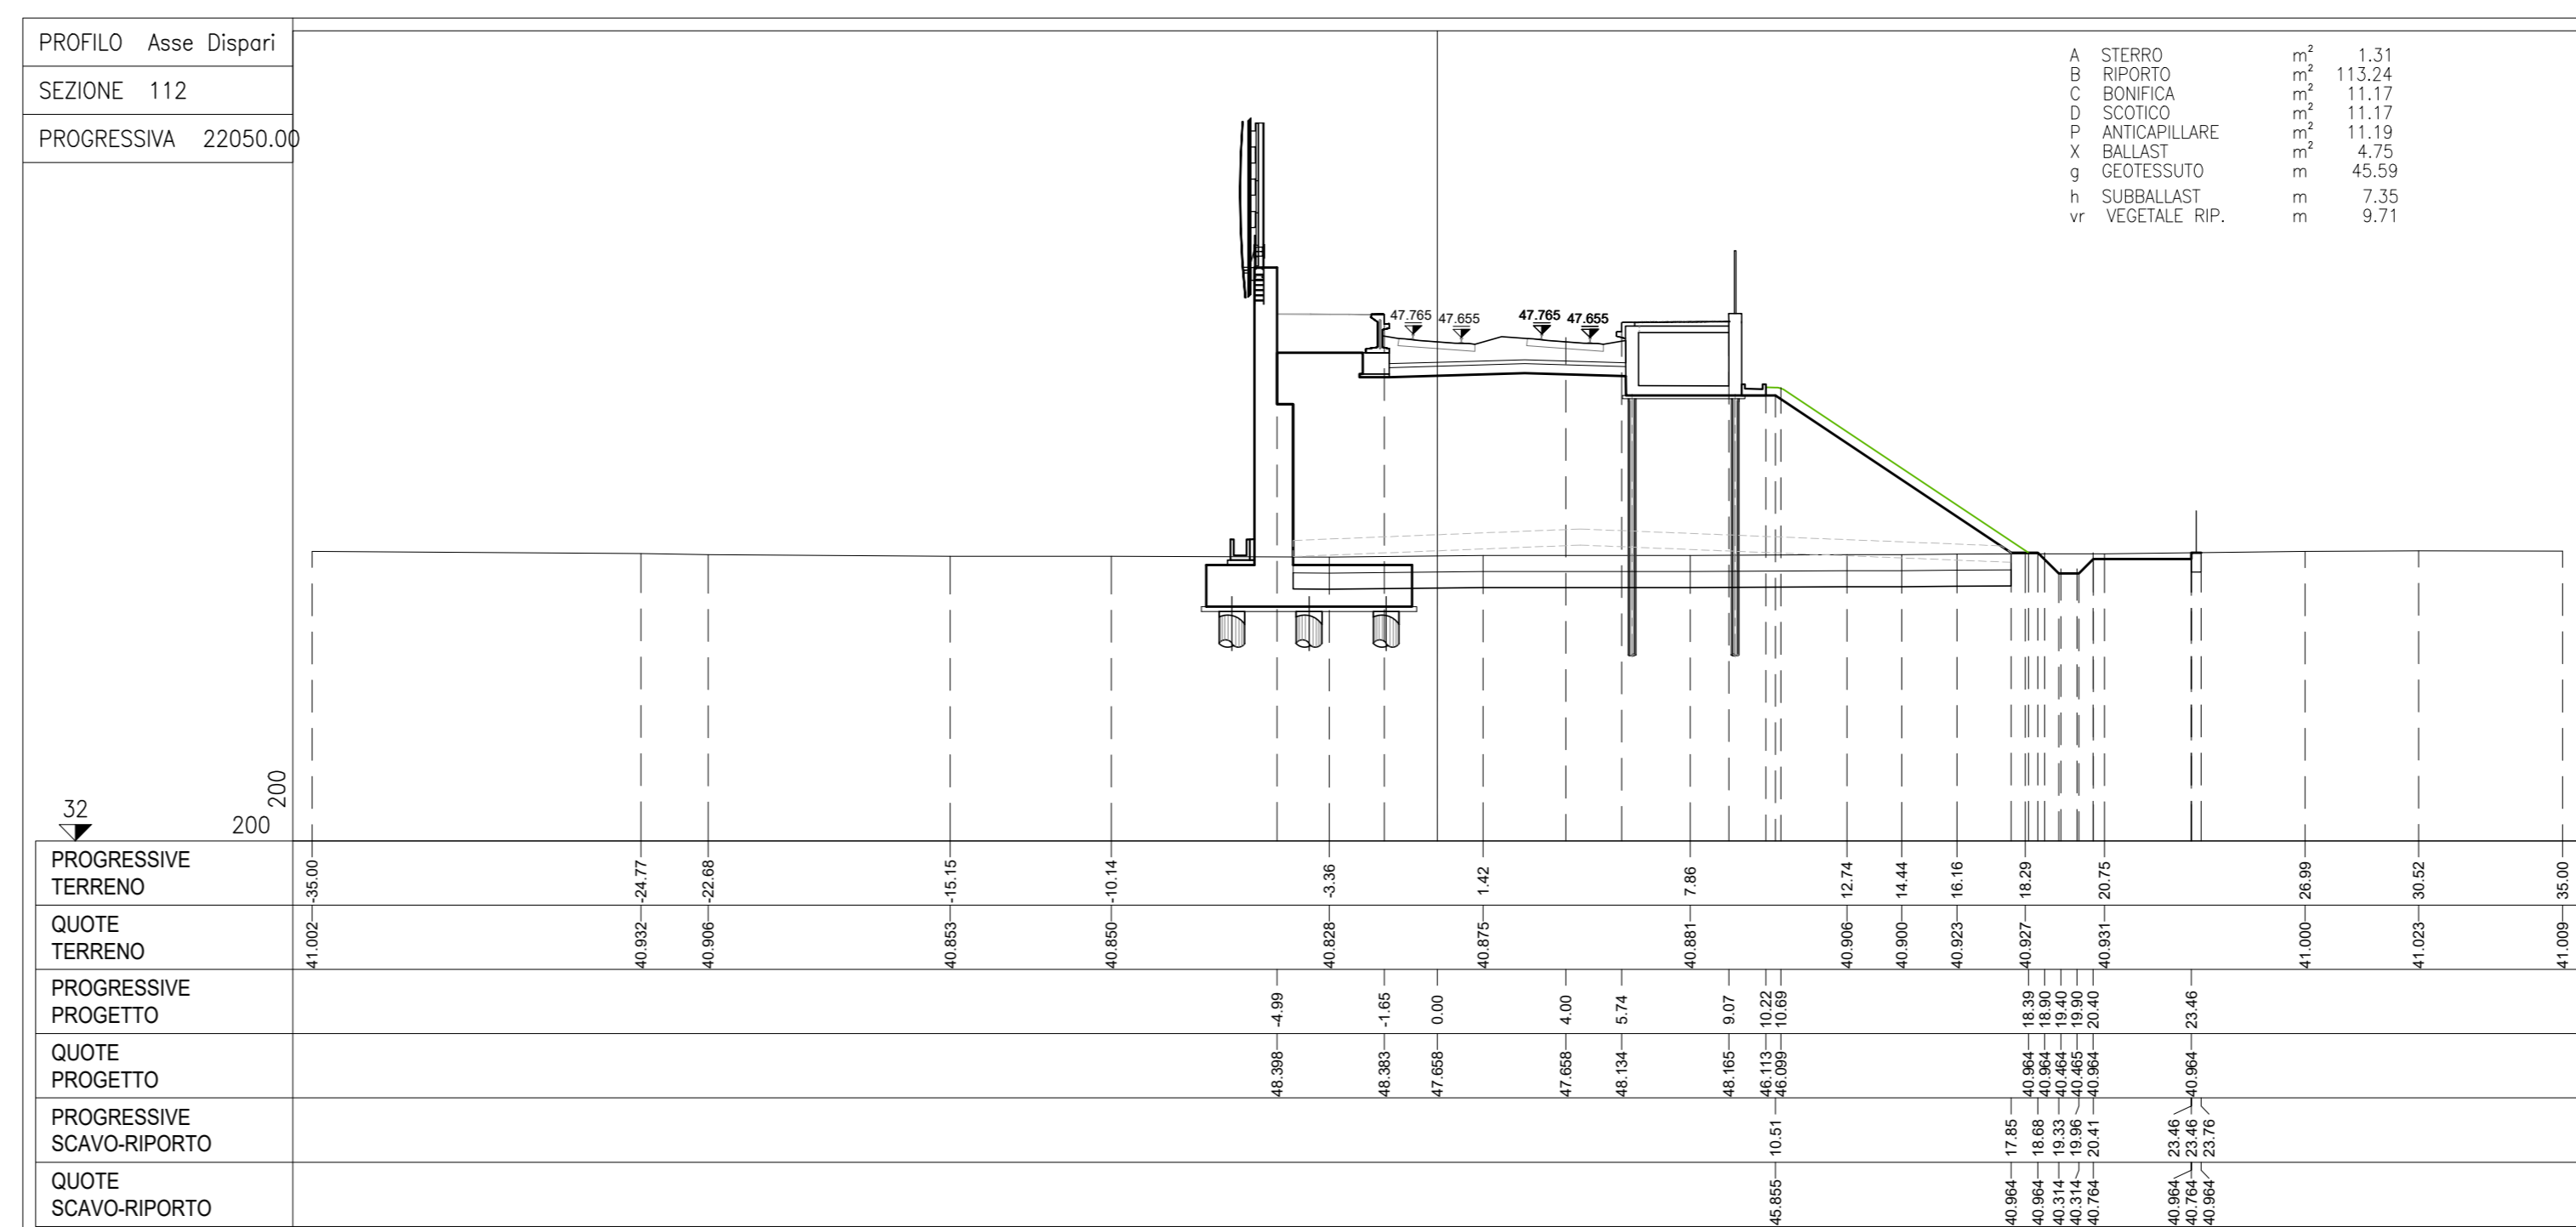 PROFILO Asse Dispari
SEZIONE 112
PROGRESSIVA 22050.00
A STERRO m² 1.31
B RIPORTO m² 113.24
C BONIFICA m² 11.17
D SCOTICO m² 11.17
P ANTICAPILLARE m² 11.19
X BALLAST m² 4.75
g GEOTESSUTO m 45.59
h SUBBALLAST m 7.35
vr VEGETALE RIP. m 9.71
47.765 47.655 47.765 47.655
200
32
200
PROGRESSIVE
TERRENO
-35.00 -24.77 -22.68 -15.15 -10.14 -3.36 1.42 7.86 12.74 14.44 16.16 18.29 20.75 26.99 30.52 35.00
QUOTE
TERRENO
41.002 40.932 40.906 40.853 40.850 40.828 40.875 40.881 40.906 40.900 40.923 40.927 40.931 41.000 41.023 41.009
PROGRESSIVE
PROGETTO
-4.99 -1.65 0.00 4.00 5.74 9.07 10.22 10.69 18.39 18.90 19.40 19.90 20.40 23.46
QUOTE
PROGETTO
48.398 48.383 47.658 47.658 48.134 48.165 46.113 46.099 40.964 40.964 40.464 40.465 40.964 40.964
PROGRESSIVE
SCAVO-RIPORTO
10.51 17.85 18.68 19.33 19.96 20.41 23.46 23.46 23.76
QUOTE
SCAVO-RIPORTO
45.855 40.964 40.964 40.314 40.314 40.764 40.964 40.764 40.964